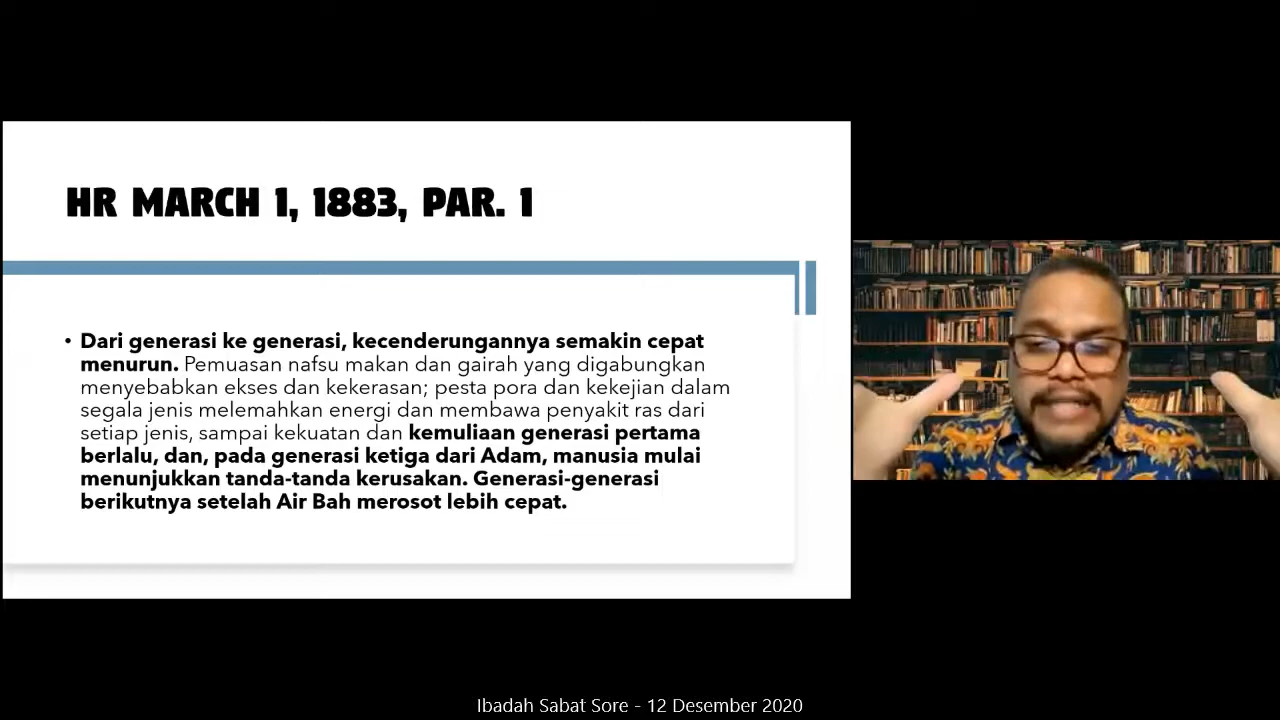 HR MARCH 1, 1883, PAR. 1
• Dari generasi ke generasi, kecenderungannya semakin cepat
menurun. Pemuasan nafsu makan dan gairah yang digabungkan
menyebabkan ekses dan kekerasan; pesta pora dan kekejian dalam
segala jenis melemahkan energi dan membawa penyakit ras dari
setiap jenis, sampai kekuatan dan kemuliaan generasi pertama
berlalu, dan, pada generasi ketiga dari Adam, manusia mulai
menunjukkan tanda-tanda kerusakan. Generasi-generasi
berikutnya setelah Air Bah merosot lebih cepat.
Ibadah Sabat Sore - 12 Desember 2020